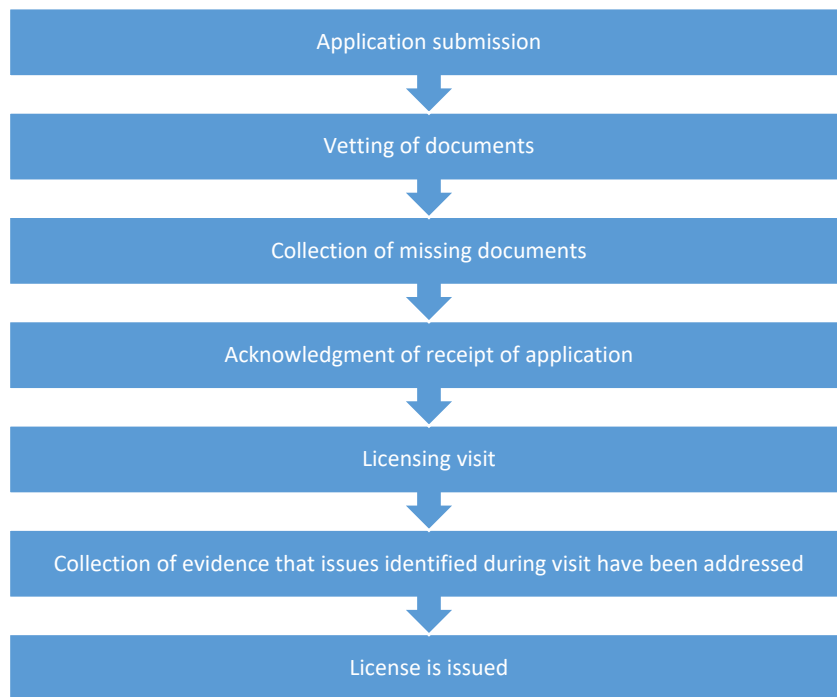 Application submission
Vetting of documents
Collection of missing documents
Acknowledgment of receipt of application
Licensing visit
Collection of evidence that issues identified during visit have been addressed
License is issued